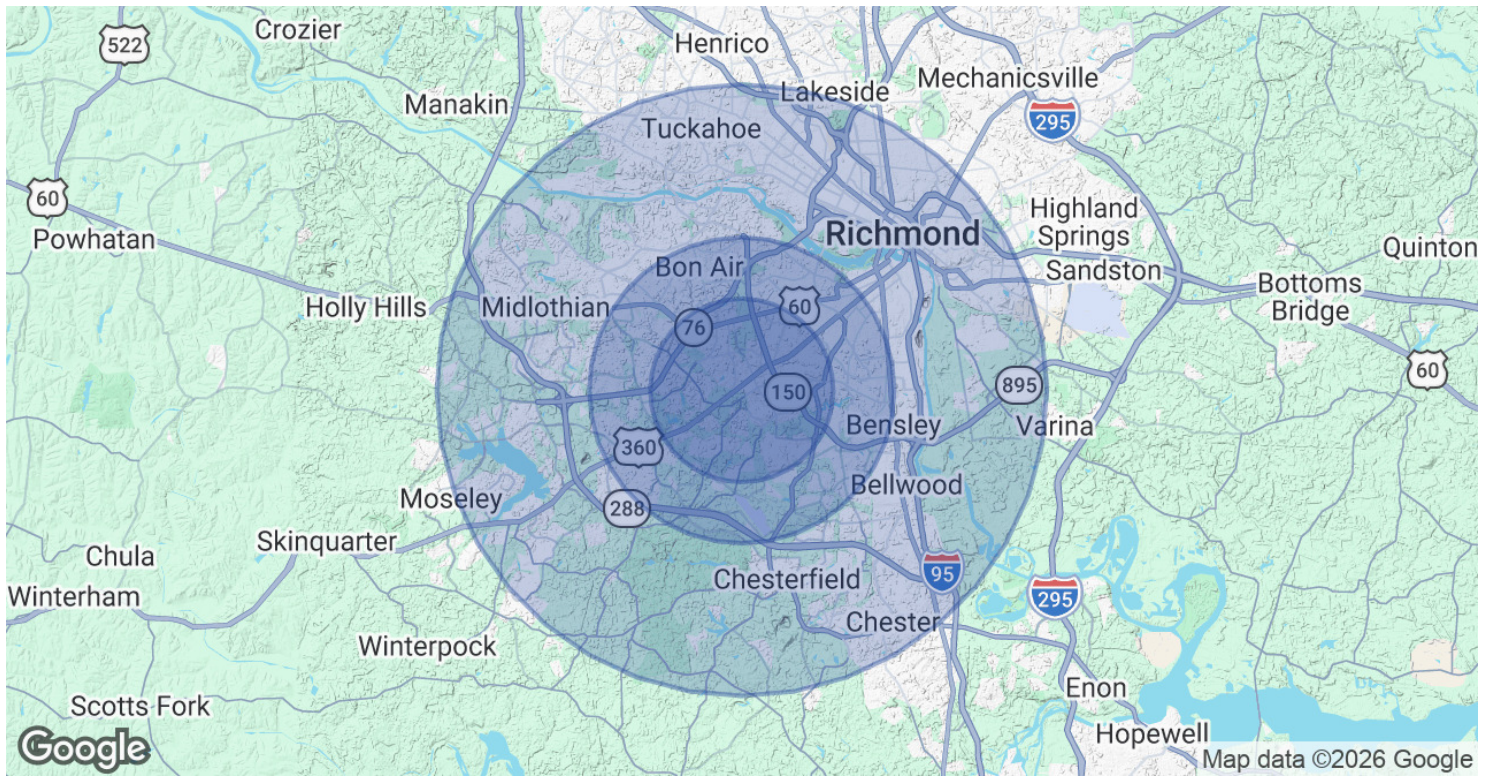 Crozier
522
Henrico
Mechanicsville
Lakeside
Manakin
295
Tuckahoe
60
Highland
Springs
Richmond
Powhatan
Quinton
Bon Air
Sandston
Bottoms
Bridge
Holly Hills
Midlothian
60
76
60
895
150
Bensley
Varina
360
Moseley
Bellwood
288
Skinquarter
Chula
95
Chesterfield
Winterham
295
Chester
Winterpock
Enon
Scotts Fork
Hopewell
Google
Map data ©2026 Google